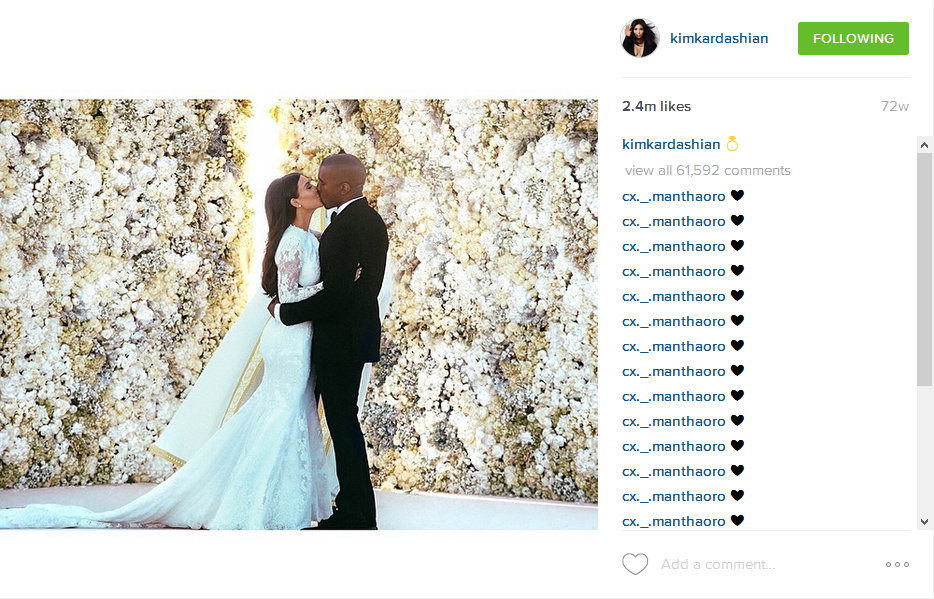 kimkardashian
FOLLOWING
2.4m likes
72w
kimkardashian 💍
view all 61,592 comments
cx._.manthaoro 🖤
cx._.manthaoro 🖤
cx._.manthaoro 🖤
cx._.manthaoro 🖤
cx._.manthaoro 🖤
cx._.manthaoro 🖤
cx._.manthaoro 🖤
cx._.manthaoro 🖤
cx._.manthaoro 🖤
cx._.manthaoro 🖤
cx._.manthaoro 🖤
cx._.manthaoro 🖤
cx._.manthaoro 🖤
cx._.manthaoro 🖤
Add a comment...